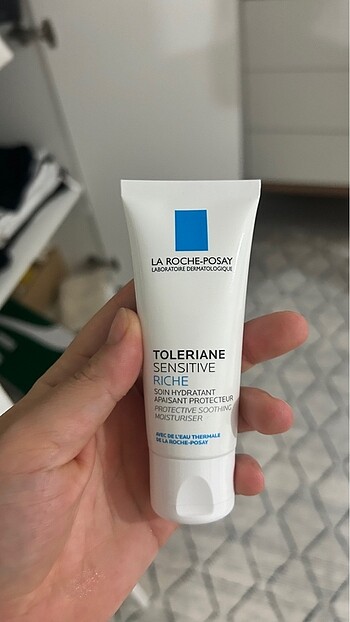 LA ROCHE-POSAY
LABORATOIRE DERMATOLOGIQUE
TOLERIANE
SENSITIVE
RICHE
SOIN HYDRATANT
APAISANT PROTECTEUR
PROTECTIVE SOOTHING
MOISTURISER
AVEC DE L'EAU THERMALE
DE LA ROCHE-POSAY